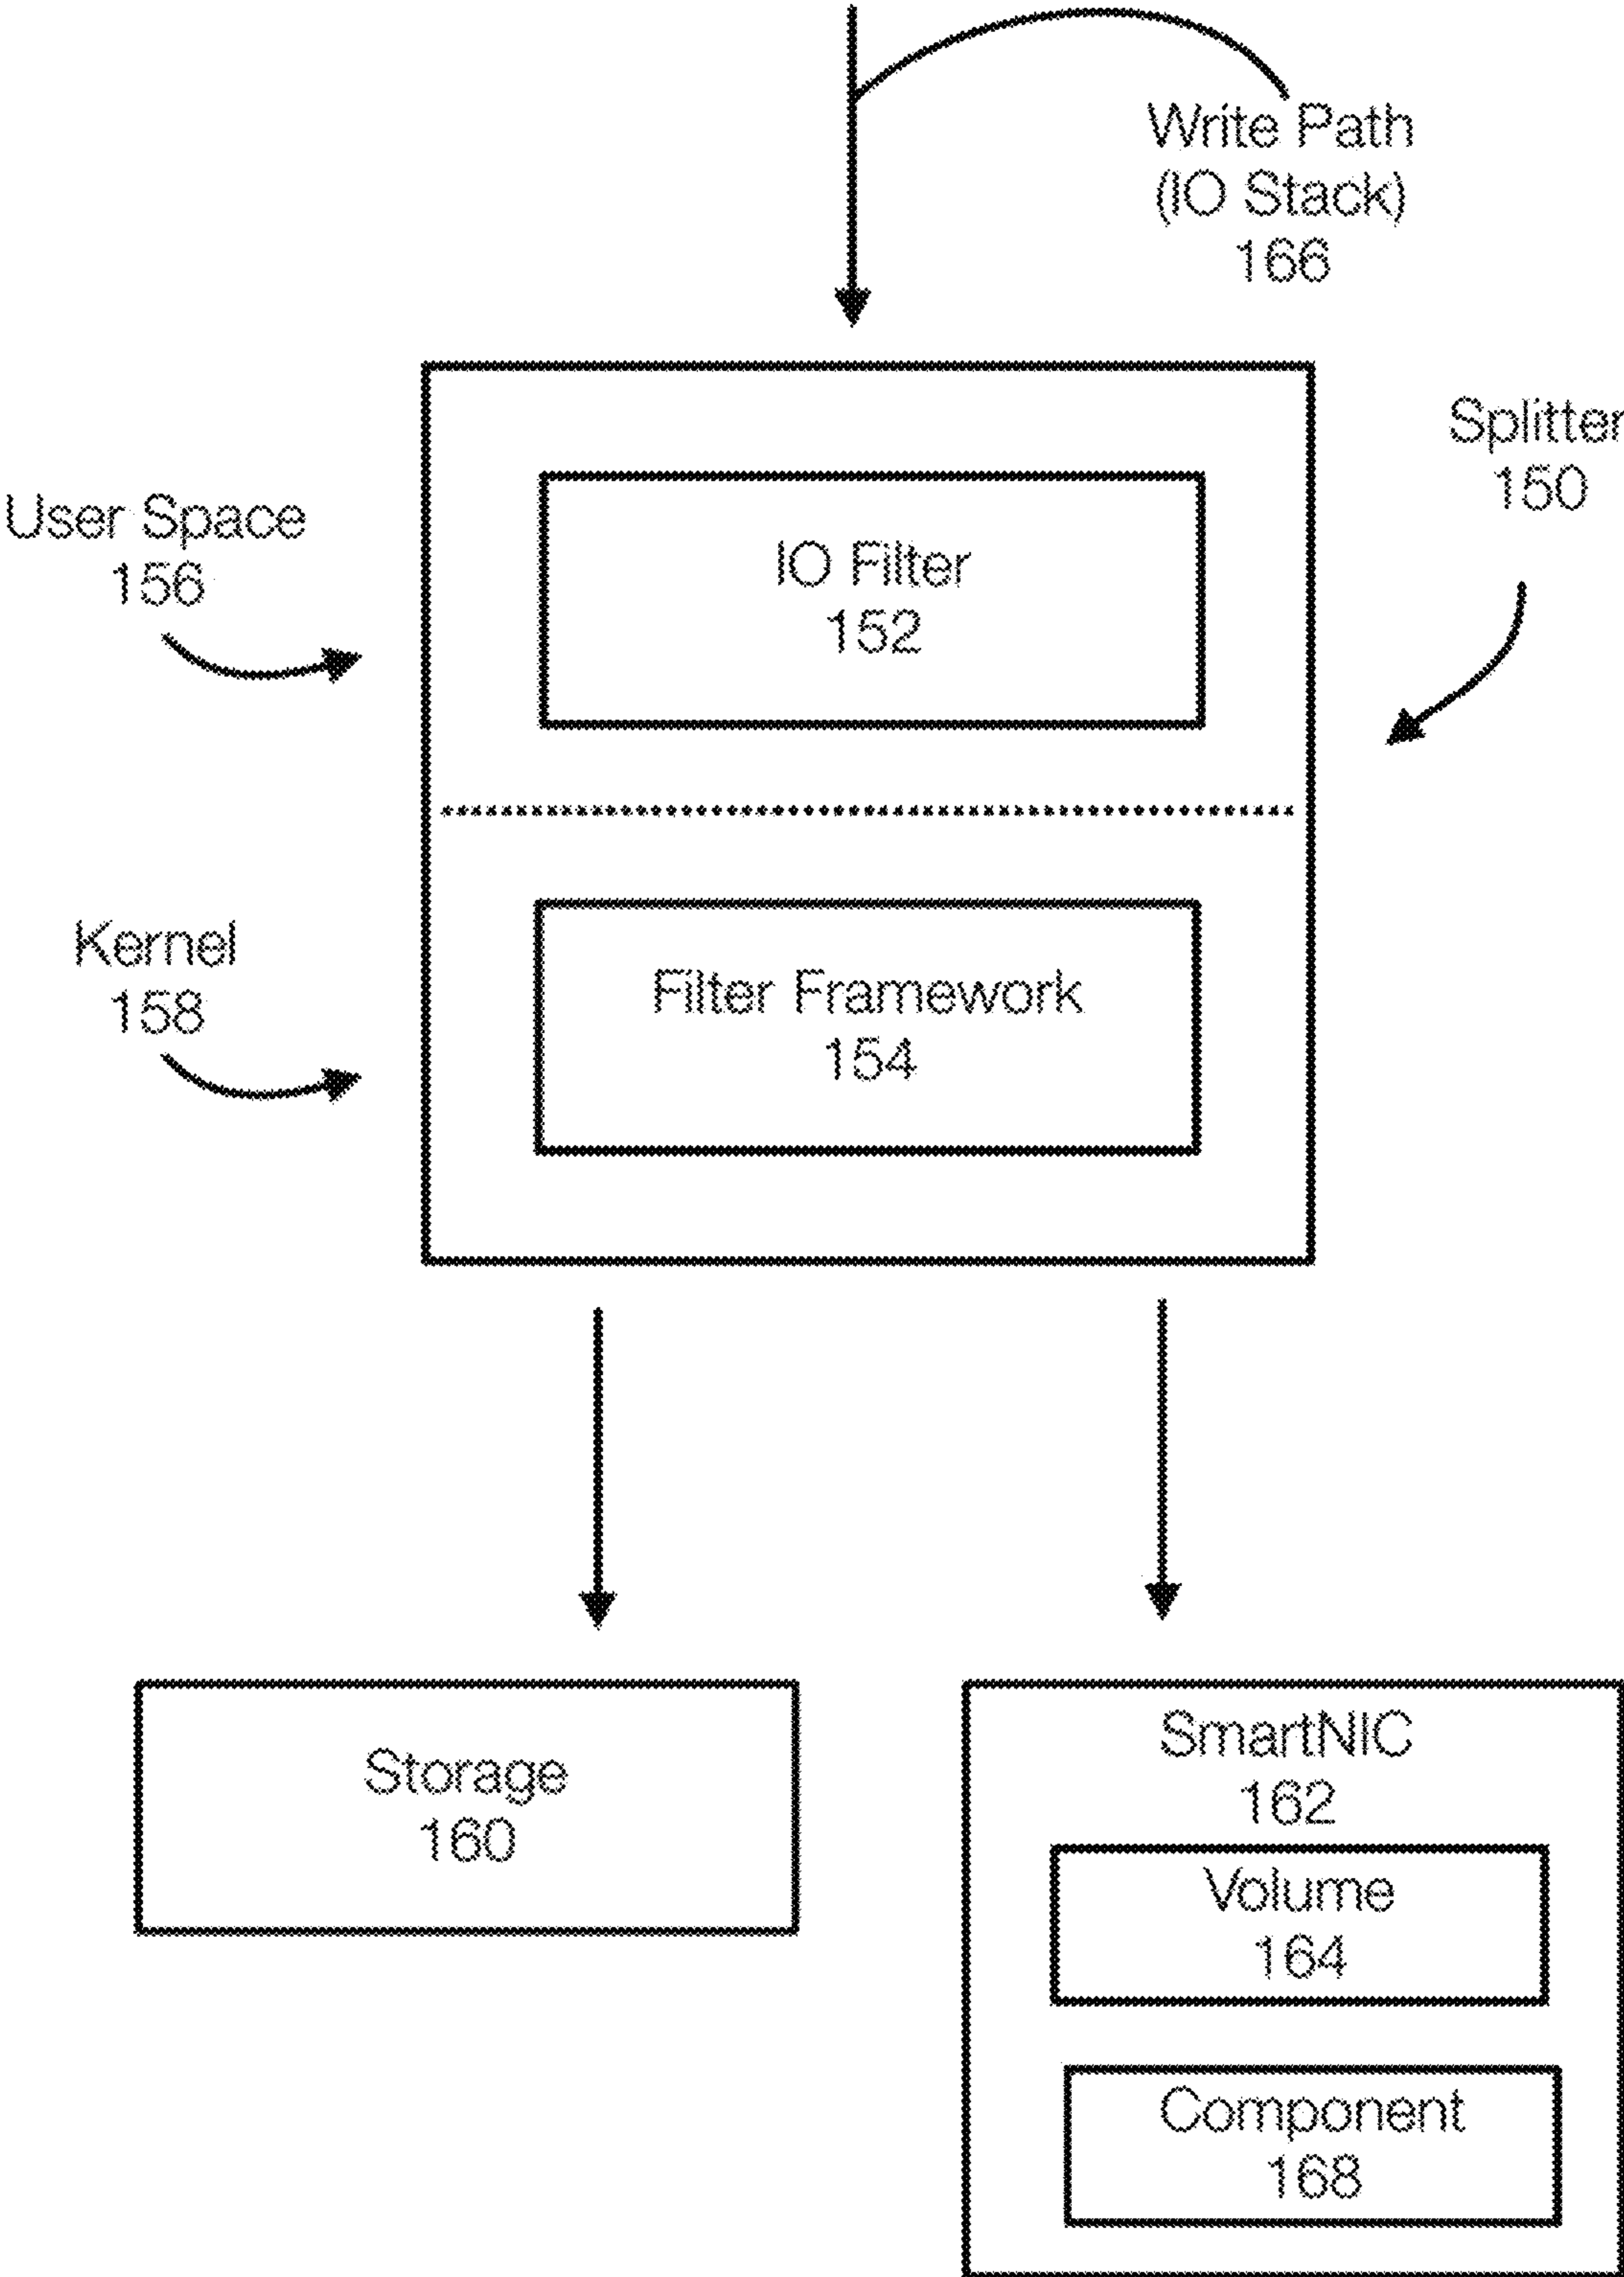 Write Path
(IO Stack)
166
Splitter
150
User Space
156
IO Filter
152
Kernel
158
Filter Framework
154
Storage
160
SmartNIC
162
Volume
164
Component
168